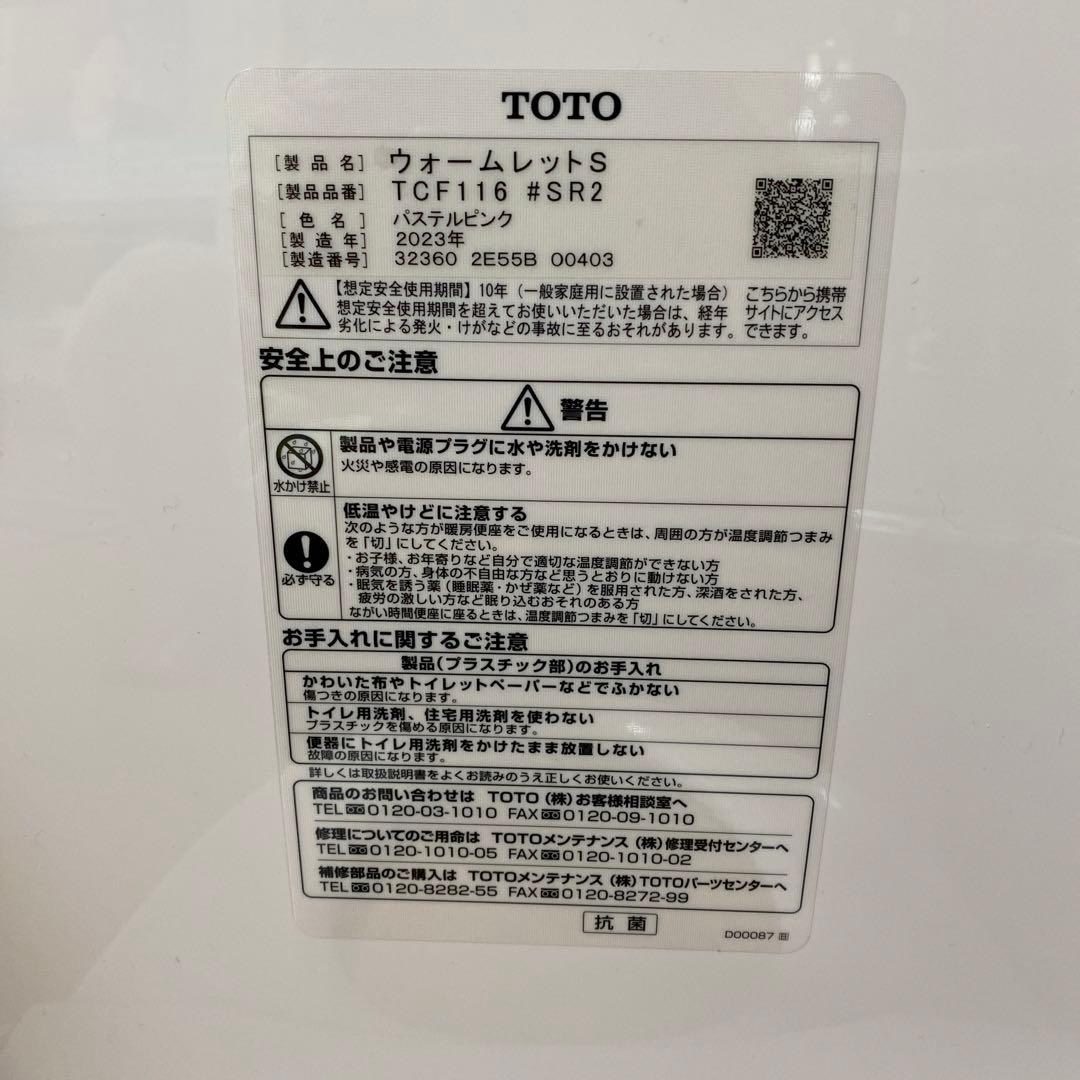 TOTO
［製品名］ ウォームレットS
［製品品番］ TCF116 #SR2
［色名］ パステルピンク
［製造年］ 2023年
［製造番号］ 32360 2E55B 00403
【想定安全使用期間】10年（一般家庭用に設置された場合）
想定安全使用期間を超えてお使いいただいた場合は、経年
劣化による発火・けがなどの事故に至るおそれがあります。
こちらから携帯
サイトにアクセス
できます。
安全上のご注意
警告
水かけ禁止
製品や電源プラグに水や洗剤をかけない
火災や感電の原因になります。
必ず守る
低温やけどに注意する
次のような方が暖房便座をご使用になるときは、周囲の方が温度調節つまみ
を「切」にしてください。
・お子様、お年寄りなど自分で適切な温度調節ができない方
・病気の方、身体の不自由な方など思うとおりに動けない方
・眠気を誘う薬（睡眠薬・かぜ薬など）を服用された方、深酒をされた方、
疲労の激しい方など眠り込むおそれのある方
ながい時間便座に座るときは、温度調節つまみを「切」にしてください。
お手入れに関するご注意
製品（プラスチック部）のお手入れ
かわいた布やトイレットペーパーなどでふかない
傷つきの原因になります。
トイレ用洗剤、住宅用洗剤を使わない
プラスチックを傷める原因になります。
便器にトイレ用洗剤をかけたまま放置しない
故障の原因になります。
詳しくは取扱説明書をよくお読みのうえ正しくお使いください。
商品のお問い合わせは TOTO（株）お客様相談室へ
TEL 0120-03-1010 FAX 0120-09-1010
修理についてのご用命は TOTOメンテナンス（株）修理受付センターへ
TEL 0120-1010-05 FAX 0120-1010-02
補修部品のご購入は TOTOメンテナンス（株）TOTOパーツセンターへ
TEL 0120-8282-55 FAX 0120-8272-99
抗菌
D00087